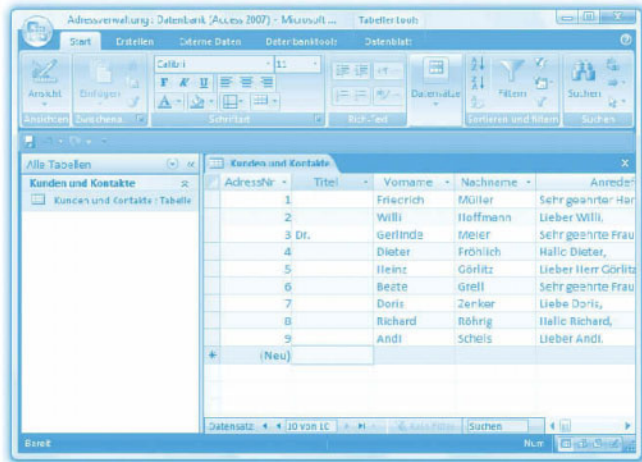 Adressverwaltung : Datenbank (Access 2007) - Microsoft ... Tabellentools
Start Erstellen Externe Daten Datenbanktools Datenblatt
Calibri 11
F K U
Ansicht Einfügen Datensätze Filtern Suchen
Ansichten Zwischena... Schriftart Rich-Text Sortieren und Filtern Suchen
Alle Tabellen Kunden und Kontakte
Kunden und Kontakte AdressNr Titel Vorname Nachname Anredef
Kunden und Kontakte : Tabelle 1 Friedrich Müller Sehr geehrter Her
2 Willi Hoffmann Lieber Willi,
3 Dr. Gerlinde Meier Sehr geehrte Frau
4 Dieter Fröhlich Hallo Dieter,
5 Heinz Görlitz Lieber Herr Görlitz
6 Beate Grell Sehr geehrte Frau
7 Doris Zenker Liebe Doris,
8 Richard Röhrig Hallo Richard,
9 Andi Scheis Lieber Andi,
(Neu)
Datensatz 10 von 10 Kein Filter Suchen
Bereit Num